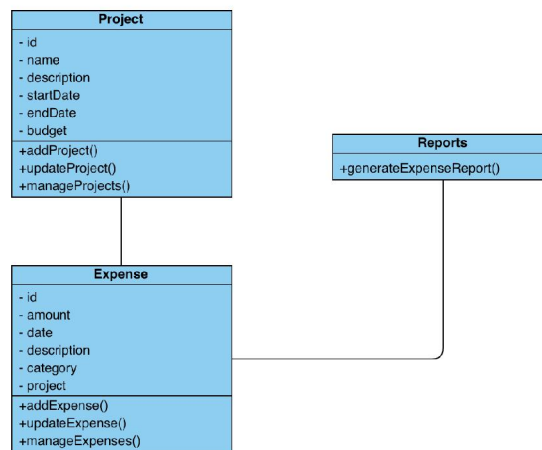 Project
- id
- name
- description
- startDate
- endDate
- budget
+addProject()
+updateProject()
+manageProjects()
Reports
+generateExpenseReport()
Expense
- id
- amount
- date
- description
- category
- project
+addExpense()
+updateExpense()
+manageExpenses()